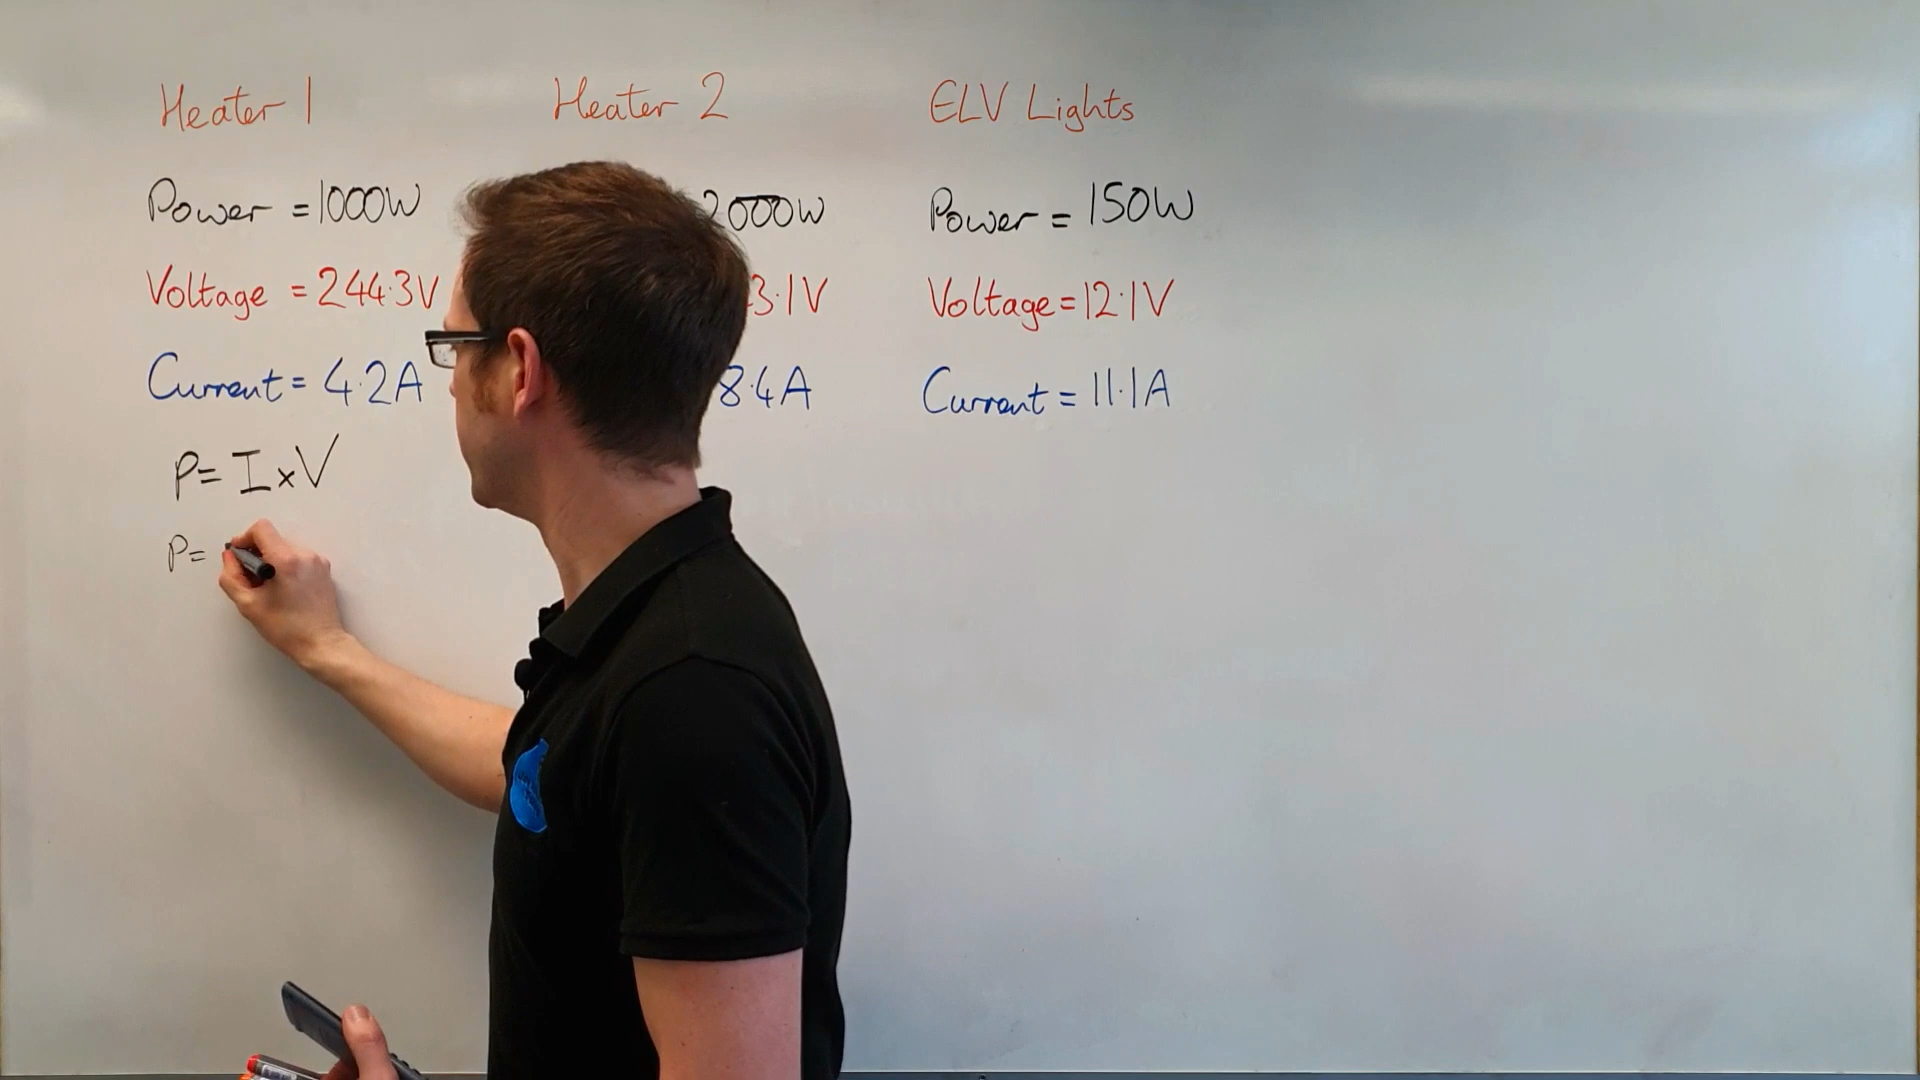 Heater 1
Power = 1000W
Voltage = 244.3V
Current = 4.2A
P= I×V
P=
Heater 2
2000W
3.1V
8.4A
ELV Lights
Power = 150W
Voltage=12.1V
Current = 11.1A